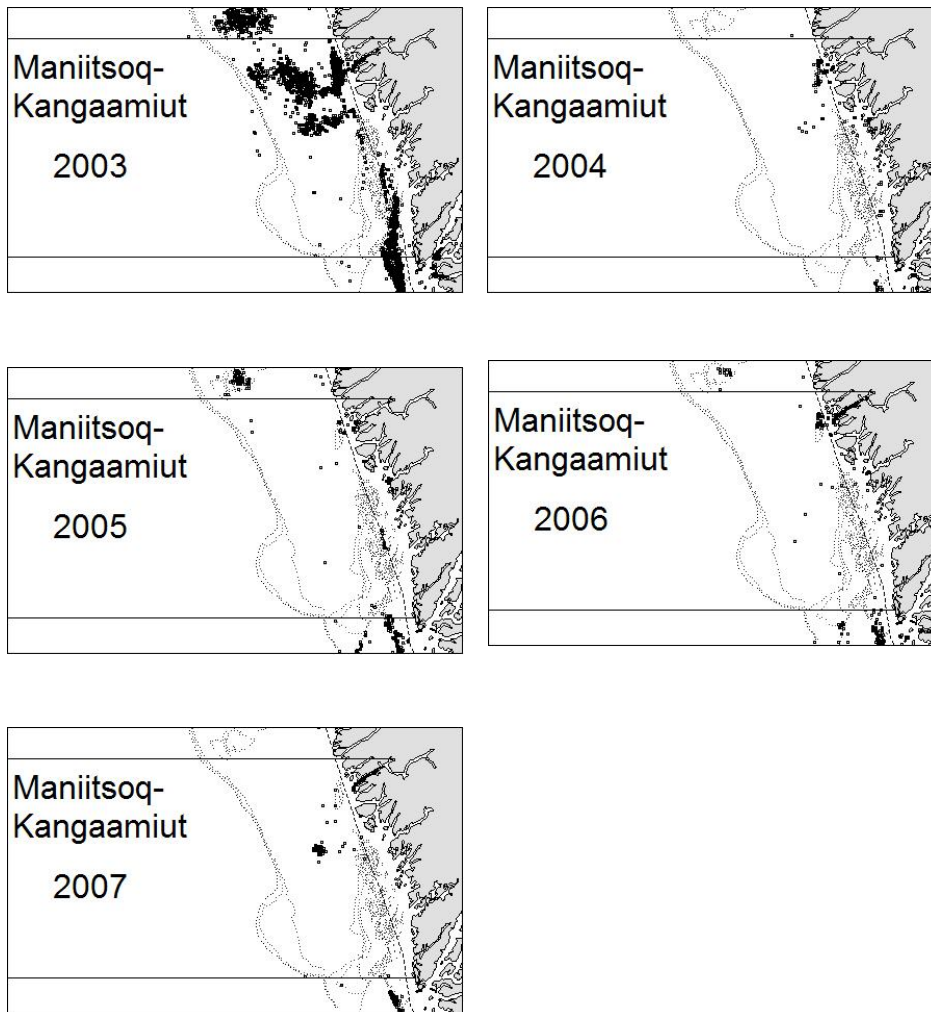 Maniitsoq-
Kangaamiut
2003
Maniitsoq-
Kangaamiut
2004
Maniitsoq-
Kangaamiut
2005
Maniitsoq-
Kangaamiut
2006
Maniitsoq-
Kangaamiut
2007